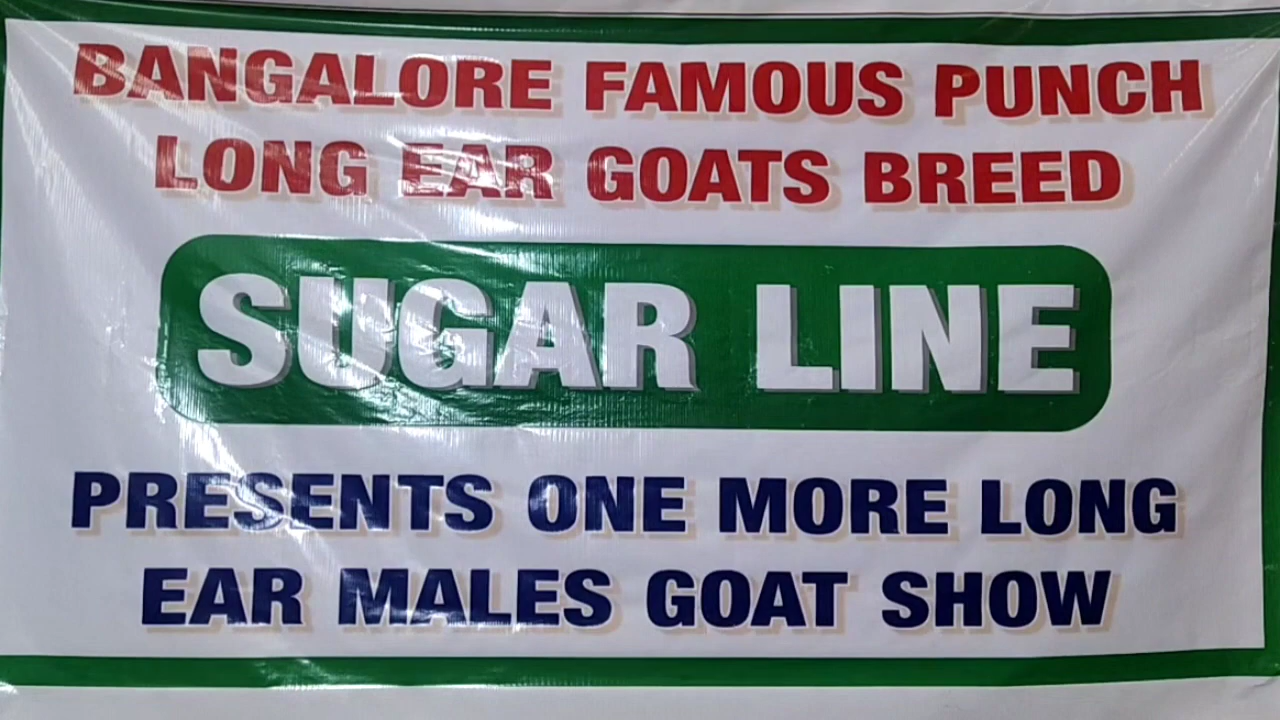 BANGALORE FAMOUS PUNCH
LONG EAR GOATS BREED
SUGAR LINE
PRESENTS ONE MORE LONG
EAR MALES GOAT SHOW